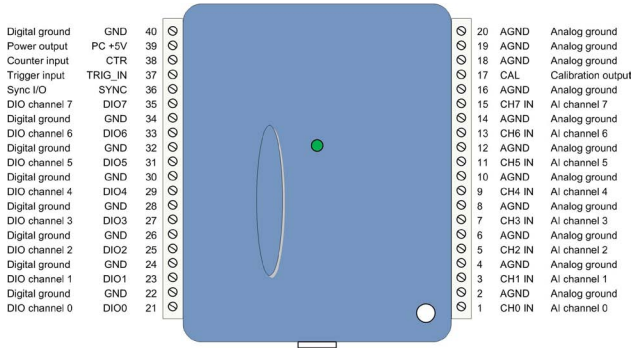 Digital ground GND 40
Power output PC +5V 39
Counter input CTR 38
Trigger input TRIG_IN 37
Sync I/O SYNC 36
DIO channel 7 DIO7 35
Digital ground GND 34
DIO channel 6 DIO6 33
Digital ground GND 32
DIO channel 5 DIO5 31
Digital ground GND 30
DIO channel 4 DIO4 29
Digital ground GND 28
DIO channel 3 DIO3 27
Digital ground GND 26
DIO channel 2 DIO2 25
Digital ground GND 24
DIO channel 1 DIO1 23
Digital ground GND 22
DIO channel 0 DIO0 21
20 AGND Analog ground
19 AGND Analog ground
18 AGND Analog ground
17 CAL Calibration output
16 AGND Analog ground
15 CH7 IN AI channel 7
14 AGND Analog ground
13 CH6 IN AI channel 6
12 AGND Analog ground
11 CH5 IN AI channel 5
10 AGND Analog ground
9 CH4 IN AI channel 4
8 AGND Analog ground
7 CH3 IN AI channel 3
6 AGND Analog ground
5 CH2 IN AI channel 2
4 AGND Analog ground
3 CH1 IN AI channel 1
2 AGND Analog ground
1 CH0 IN AI channel 0